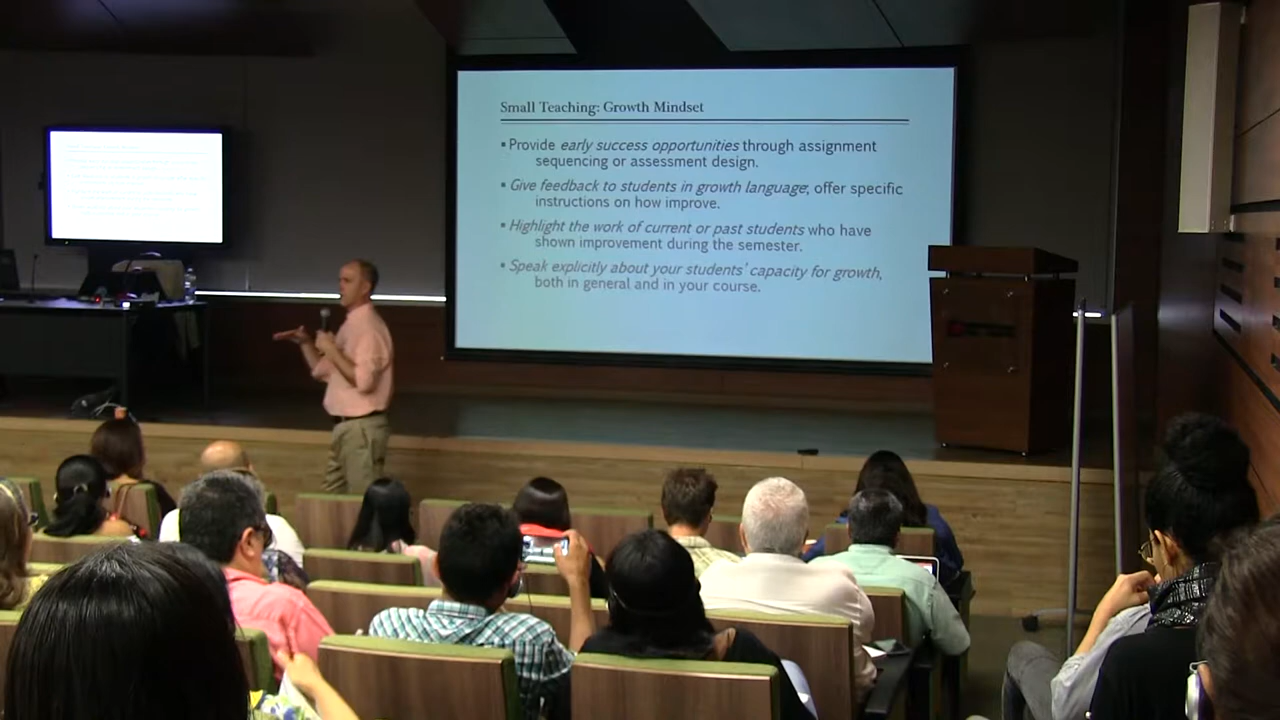 Small Teaching: Growth Mindset
▪ Provide early success opportunities through assignment
sequencing or assessment design.
▪ Give feedback to students in growth language; offer specific
instructions on how improve.
▪ Highlight the work of current or past students who have
shown improvement during the semester.
▪ Speak explicitly about your students' capacity for growth,
both in general and in your course.